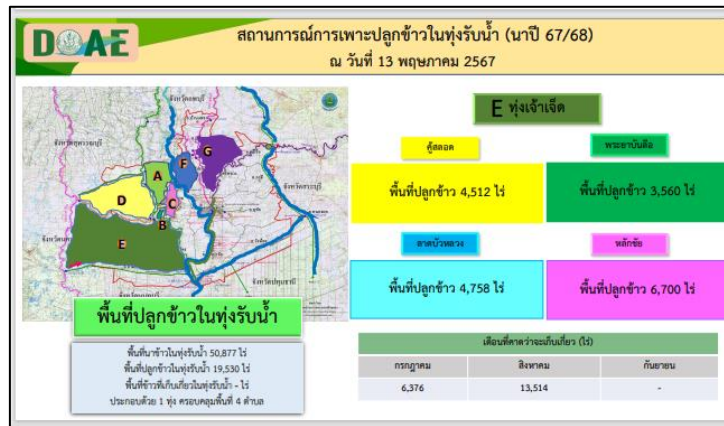 DOAE
สถานการณ์การเพาะปลูกข้าวในทุ่งรับน้ำ (นาปี 67/68)
ณ วันที่ 13 พฤษภาคม 2567
A
B
C
D
E
F
G
พื้นที่ปลูกข้าวในทุ่งรับน้ำ
พื้นที่นาข้าวในทุ่งรับน้ำ 50,877 ไร่
พื้นที่ปลูกข้าวในทุ่งรับน้ำ 19,530 ไร่
พื้นที่ข้าวที่เก็บเกี่ยวในทุ่งรับน้ำ - ไร่
ประกอบด้วย 1 ทุ่ง ครอบคลุมพื้นที่ 4 ตำบล
E ทุ่งเจ้าเจ็ด
คู้สลอด
พื้นที่ปลูกข้าว 4,512 ไร่
พระยาบันลือ
พื้นที่ปลูกข้าว 3,560 ไร่
ลาดบัวหลวง
พื้นที่ปลูกข้าว 4,758 ไร่
หลักชัย
พื้นที่ปลูกข้าว 6,700 ไร่
เดือนที่คาดว่าจะเก็บเกี่ยว (ไร่)
กรกฎาคม สิงหาคม กันยายน
6,376 13,514 -